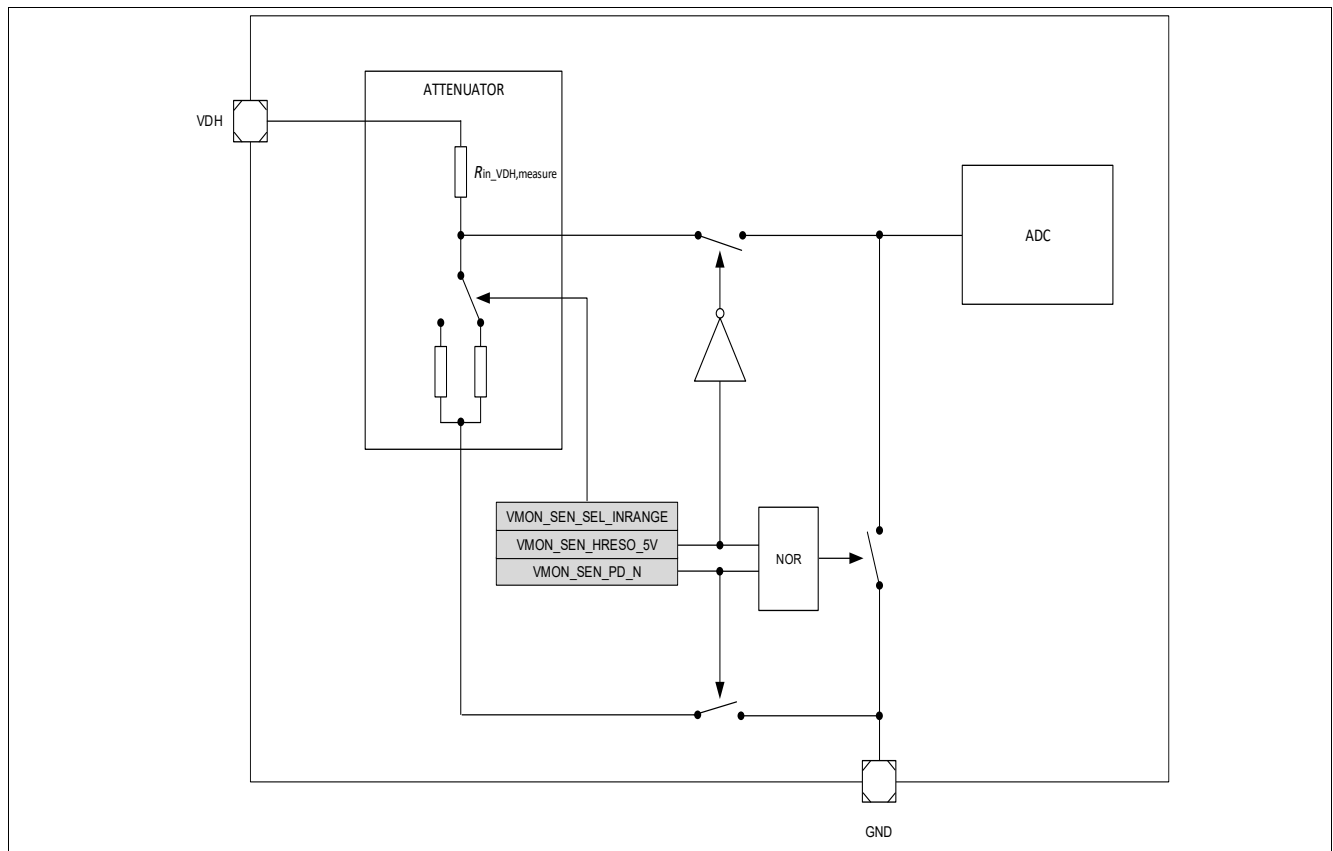 ATTENUATOR
VDH
Rin_VDH,measure
ADC
VMON_SEN_SEL_INRANGE
VMON_SEN_HRESO_5V
VMON_SEN_PD_N
NOR
GND